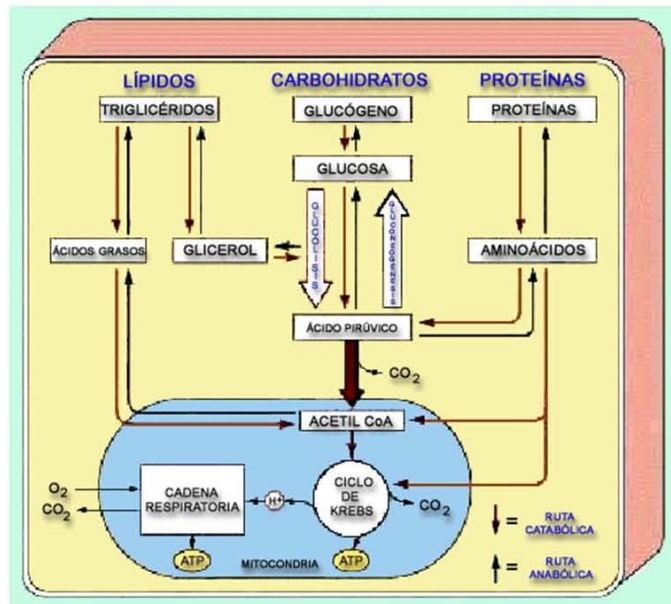 LÍPIDOS
CARBOHIDRATOS
PROTEÍNAS
TRIGLICÉRIDOS
GLUCÓGENO
PROTEÍNAS
GLUCOSA
GLUCOLISIS
GLUCONEOGENESIS
ÁCIDOS GRASOS
GLICEROL
AMINOÁCIDOS
ÁCIDO PIRÚVICO
CO2
ACETIL CoA
O2
CO2
CADENA
RESPIRATORIA
H+
CICLO
DE
KREBS
CO2
ATP
MITOCONDRIA
ATP
= RUTA
CATABÓLICA
= RUTA
ANABÓLICA